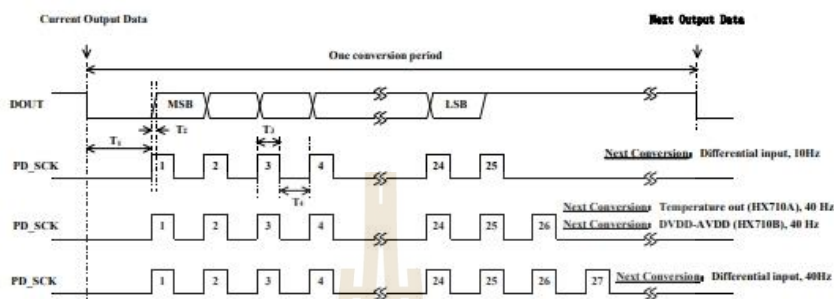 Current Output Data
Next Output Data
One conversion period
DOUT
MSB
LSB
T1
T2
T3
PD_SCK
1 2 3 4 24 25
Next Conversion: Differential input, 10Hz
T4
Next Conversion: Temperature out (HX710A), 40 Hz
PD_SCK
1 2 3 4 24 25 26
Next Conversion: DVDD-AVDD (HX710B), 40 Hz
PD_SCK
1 2 3 4 24 25 26 27
Next Conversion: Differential input, 40Hz